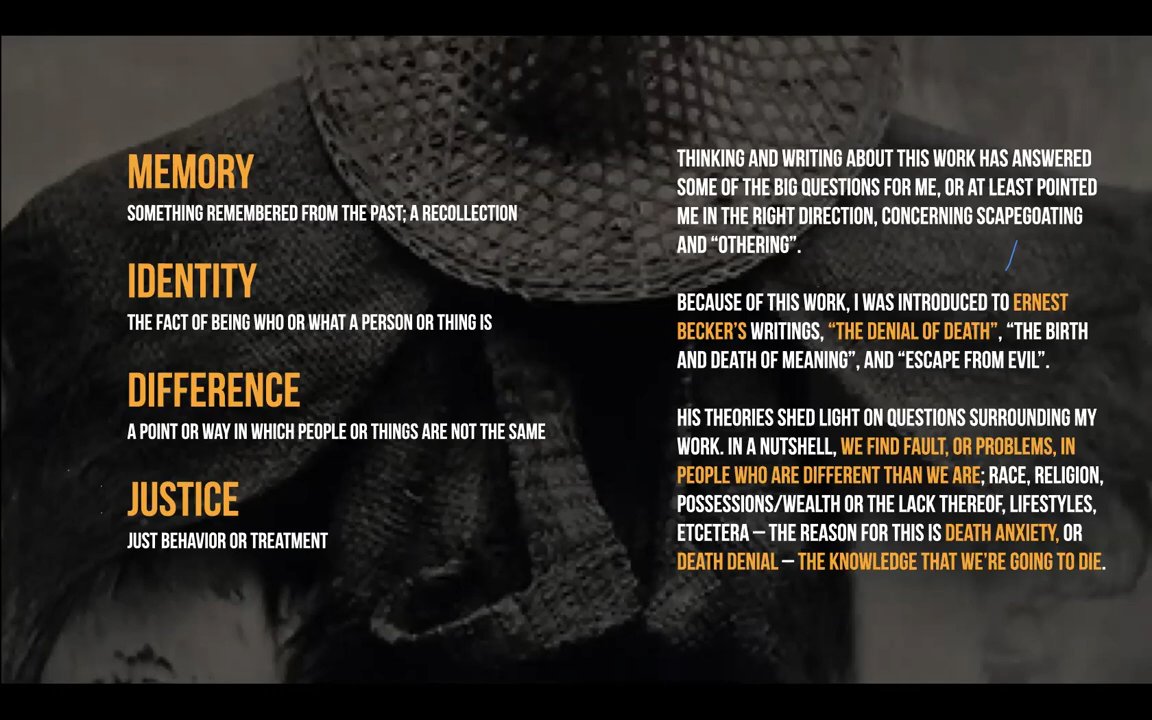 MEMORY
SOMETHING REMEMBERED FROM THE PAST; A RECOLLECTION
IDENTITY
THE FACT OF BEING WHO OR WHAT A PERSON OR THING IS
DIFFERENCE
A POINT OR WAY IN WHICH PEOPLE OR THINGS ARE NOT THE SAME
JUSTICE
JUST BEHAVIOR OR TREATMENT
THINKING AND WRITING ABOUT THIS WORK HAS ANSWERED
SOME OF THE BIG QUESTIONS FOR ME, OR AT LEAST POINTED
ME IN THE RIGHT DIRECTION, CONCERNING SCAPEGOATING
AND “OTHERING”.
BECAUSE OF THIS WORK, I WAS INTRODUCED TO ERNEST
BECKER’S WRITINGS, “THE DENIAL OF DEATH”, “THE BIRTH
AND DEATH OF MEANING”, AND “ESCAPE FROM EVIL”.
HIS THEORIES SHED LIGHT ON QUESTIONS SURROUNDING MY
WORK. IN A NUTSHELL, WE FIND FAULT, OR PROBLEMS, IN
PEOPLE WHO ARE DIFFERENT THAN WE ARE; RACE, RELIGION,
POSSESSIONS/WEALTH OR THE LACK THEREOF, LIFESTYLES,
ETCETERA – THE REASON FOR THIS IS DEATH ANXIETY, OR
DEATH DENIAL – THE KNOWLEDGE THAT WE’RE GOING TO DIE.